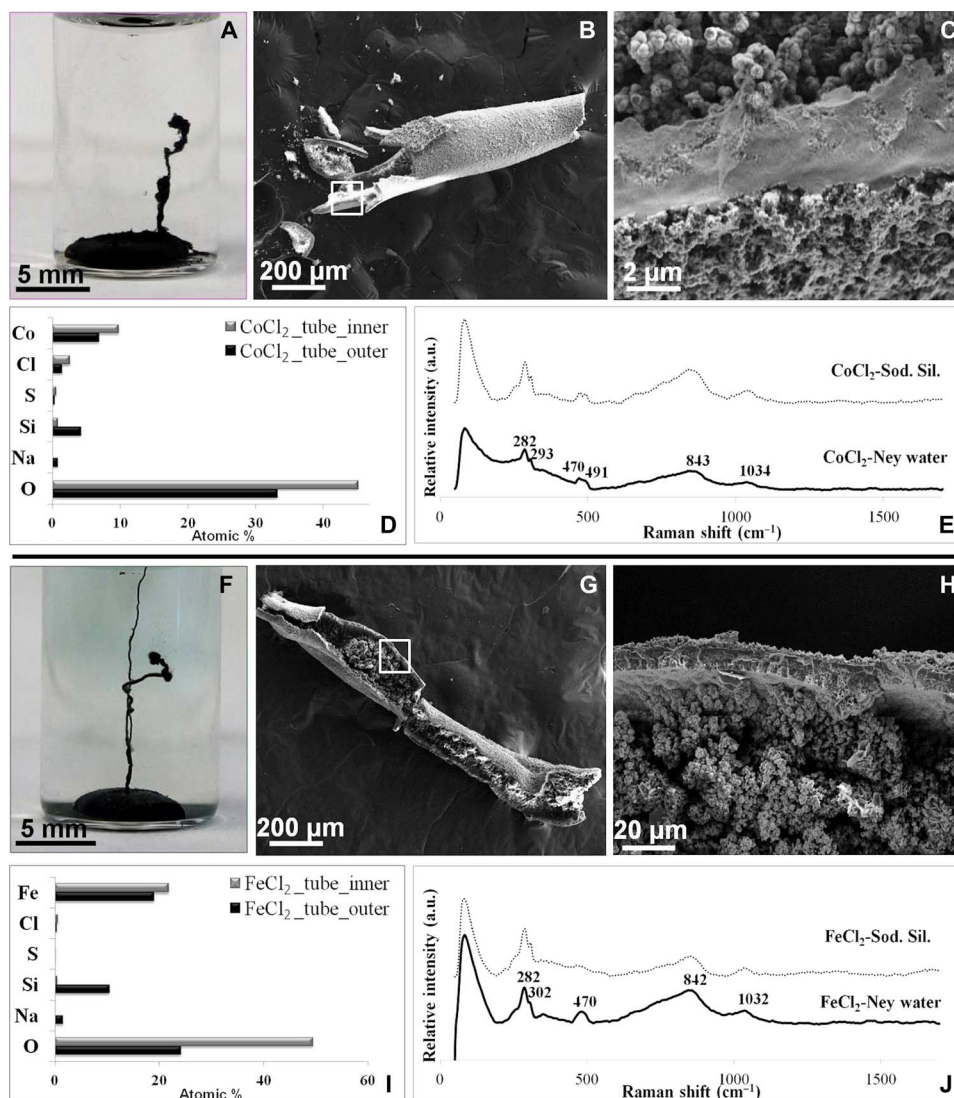 A
5 mm
B
200 µm
C
2 µm
Co
Cl
S
Si
Na
O
CoCl₂_tube_inner
CoCl₂_tube_outer
0 10 20 30 40
Atomic %
D
Relative intensity (a.u.)
CoCl₂-Sod. Sil.
282
293
470
491
843
1034
CoCl₂-Ney water
0 500 1000 1500
Raman shift (cm⁻¹)
E
F
5 mm
G
200 µm
H
20 µm
Fe
Cl
S
Si
Na
O
FeCl₂_tube_inner
FeCl₂_tube_outer
0 20 40 60
Atomic %
I
Relative intensity (a.u.)
FeCl₂-Sod. Sil.
282
302
470
842
1032
FeCl₂-Ney water
0 500 1000 1500
Raman shift (cm⁻¹)
J